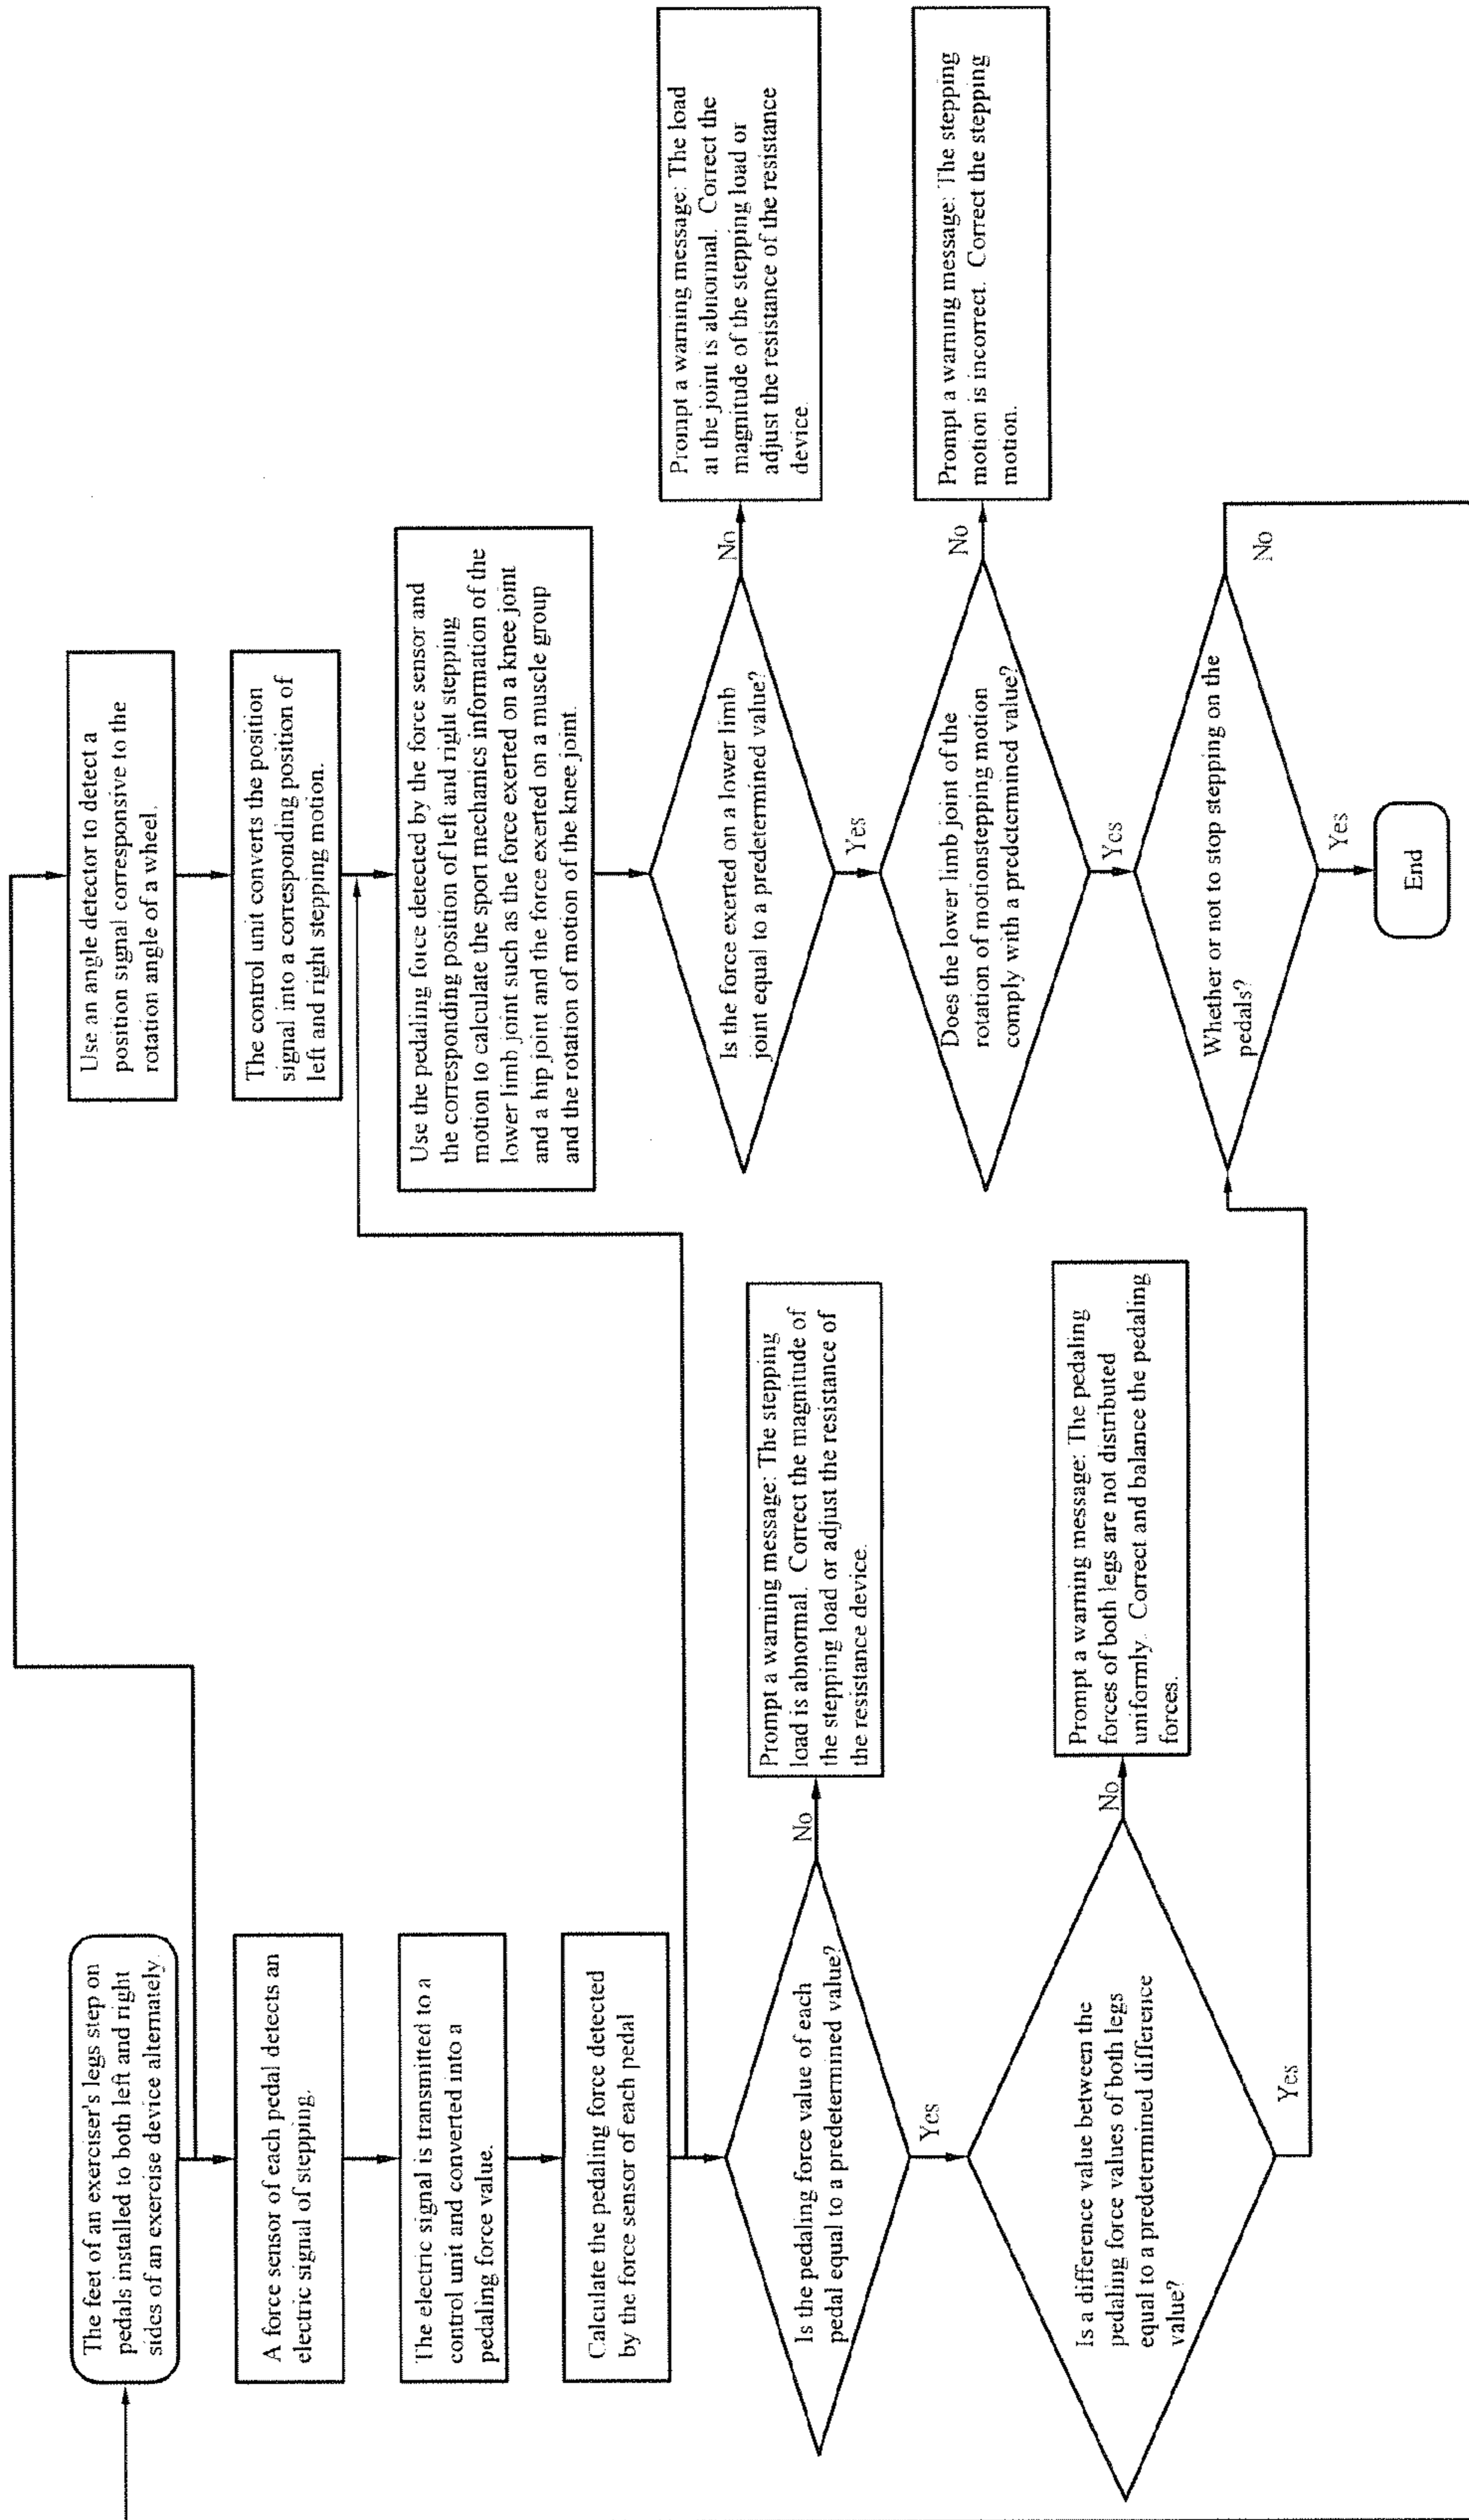 The feet of an exerciser's legs step on
pedals installed to both left and right
sides of an exercise device alternately.
A force sensor of each pedal detects an
electric signal of stepping.
The electric signal is transmitted to a
control unit and converted into a
pedaling force value.
Calculate the pedaling force detected
by the force sensor of each pedal
Is the pedaling force value of each
pedal equal to a predetermined value?
No
Prompt a warning message: The stepping
load is abnormal. Correct the magnitude of
the stepping load or adjust the resistance of
the resistance device.
Yes
Is a difference value between the
pedaling force values of both legs
equal to a predetermined difference
value?
No
Prompt a warning message: The pedaling
forces of both legs are not distributed
uniformly. Correct and balance the pedaling
forces.
Yes
Use an angle detector to detect a
position signal corresponsive to the
rotation angle of a wheel.
The control unit converts the position
signal into a corresponding position of
left and right stepping motion.
Use the pedaling force detected by the force sensor and
the corresponding position of left and right stepping
motion to calculate the sport mechanics information of the
lower limb joint such as the force exerted on a knee joint
and a hip joint and the force exerted on a muscle group
and the rotation of motion of the knee joint.
Is the force exerted on a lower limb
joint equal to a predetermined value?
No
Prompt a warning message: The load
at the joint is abnormal. Correct the
magnitude of the stepping load or
adjust the resistance of the resistance
device.
Yes
Does the lower limb joint of the
rotation of motionstepping motion
comply with a predetermined value?
No
Prompt a warning message: The stepping
motion is incorrect. Correct the stepping
motion.
Yes
Whether or not to stop stepping on the
pedals?
No
Yes
End